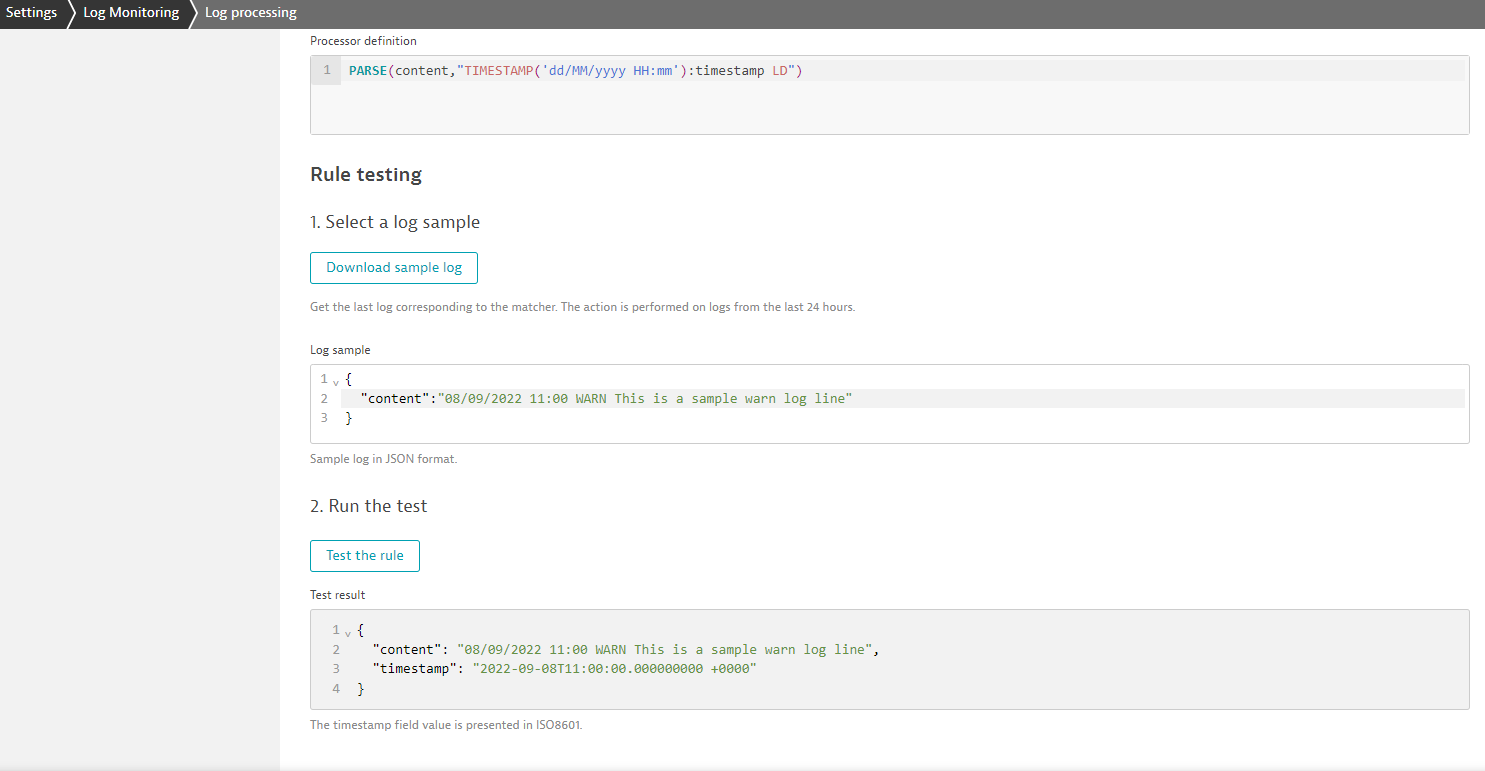 Settings Log Monitoring Log processing
Processor definition
1 PARSE(content,"TIMESTAMP('dd/MM/yyyy HH:mm'):timestamp LD")
Rule testing
1. Select a log sample
Download sample log
Get the last log corresponding to the matcher. The action is performed on logs from the last 24 hours.
Log sample
1 {
2 "content":"08/09/2022 11:00 WARN This is a sample warn log line"
3 }
Sample log in JSON format.
2. Run the test
Test the rule
Test result
1 {
2 "content": "08/09/2022 11:00 WARN This is a sample warn log line",
3 "timestamp": "2022-09-08T11:00:00.000000000 +0000"
4 }
The timestamp field value is presented in ISO8601.